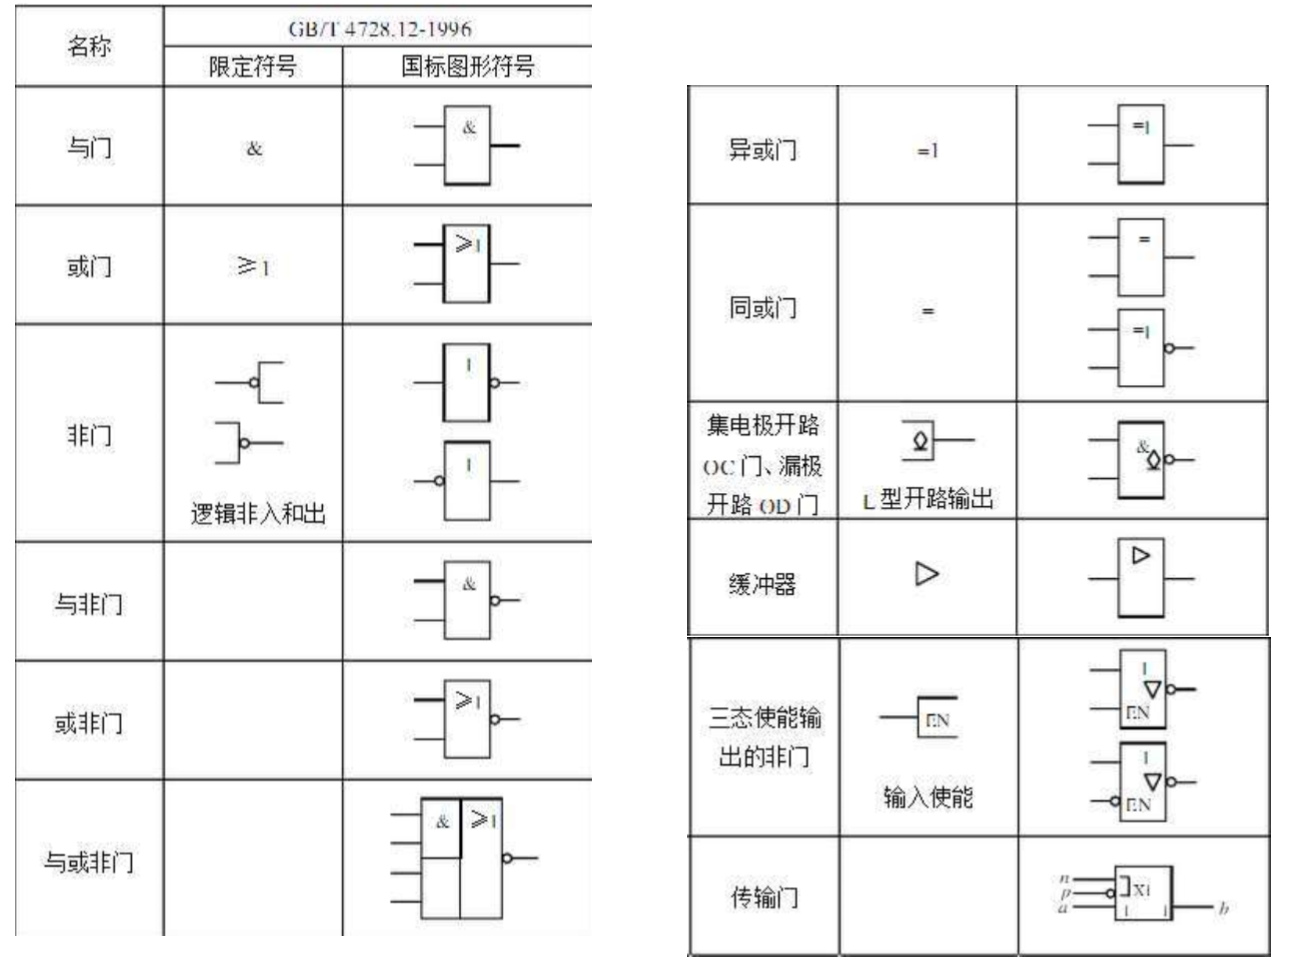 名称
GB/T 4728.12-1996
限定符号
国标图形符号
与门
&
&
或门
≥1
≥1
非门
逻辑非入和出
1
1
与非门
&
或非门
≥1
与或非门
&
≥1
异或门
=1
=1
同或门
=
=
=1
集电极开路
OC门、漏极
开路OD门
L型开路输出
&
缓冲器
▷
▷
三态使能输
出的非门
EN
输入使能
1
▽
EN
1
▽
EN
传输门
n
p
a
X1
1
1
b